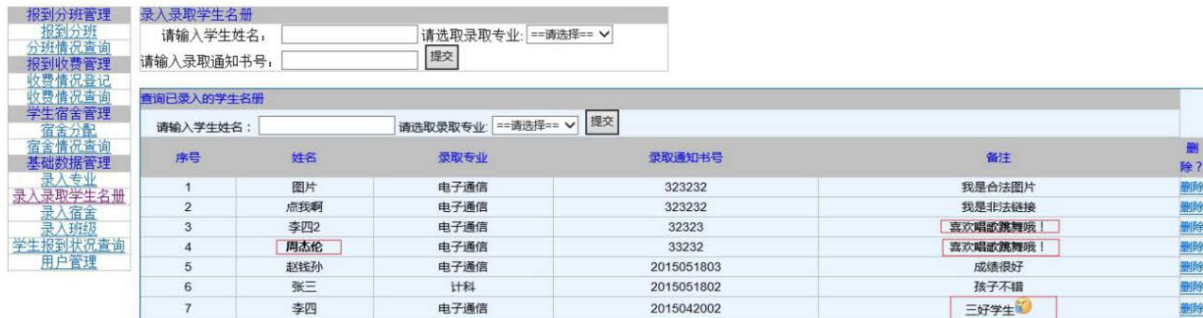 报到分班管理
报到分班
分班情况查询
报到收费管理
收费情况登记
收费情况查询
学生宿舍管理
宿舍分配
宿舍情况查询
基础数据管理
录入专业
录入录取学生名册
录入宿舍
录入班级
学生报到状况查询
用户管理
录入录取学生名册
请输入学生姓名: 请选取录取专业: ==请选择==
请输入录取通知书号: 提交
查询已录入的学生名册
请输入学生姓名: 请选取录取专业: ==请选择== 提交
序号 姓名 录取专业 录取通知书号 备注 删除?
1 图片 电子通信 323232 我是合法图片 删除
2 点我啊 电子通信 323232 我是非法链接 删除
3 李四2 电子通信 32323 喜欢唱歌跳舞哦! 删除
4 周杰伦 电子通信 33232 喜欢唱歌跳舞哦! 删除
5 赵钱孙 电子通信 2015051803 成绩很好 删除
6 张三 计科 2015051802 孩子不错 删除
7 李四 电子通信 2015042002 三好学生 删除